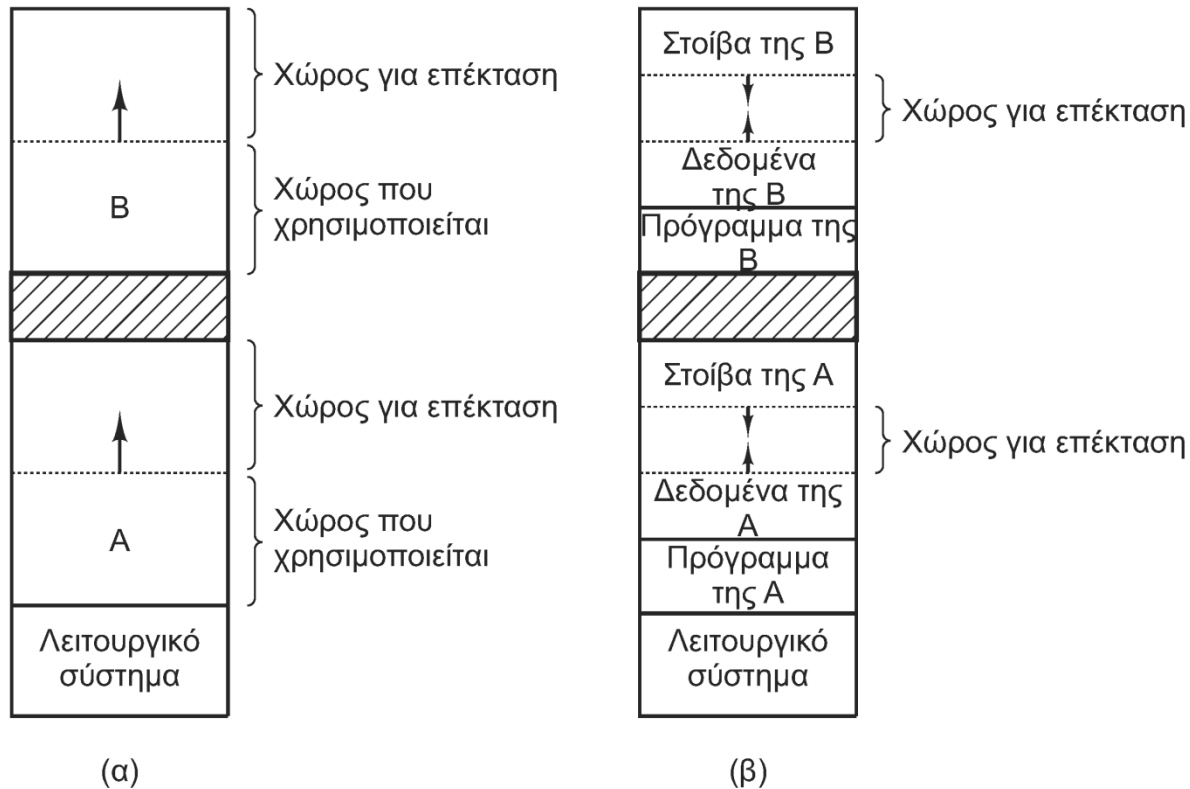 Χώρος για επέκταση
B
Χώρος που
χρησιμοποιείται
Χώρος για επέκταση
A
Χώρος που
χρησιμοποιείται
Λειτουργικό
σύστημα
(α)
Στοίβα της B
Χώρος για επέκταση
Δεδομένα
της B
Πρόγραμμα της
B
Στοίβα της A
Χώρος για επέκταση
Δεδομένα της
A
Πρόγραμμα
της A
Λειτουργικό
σύστημα
(β)